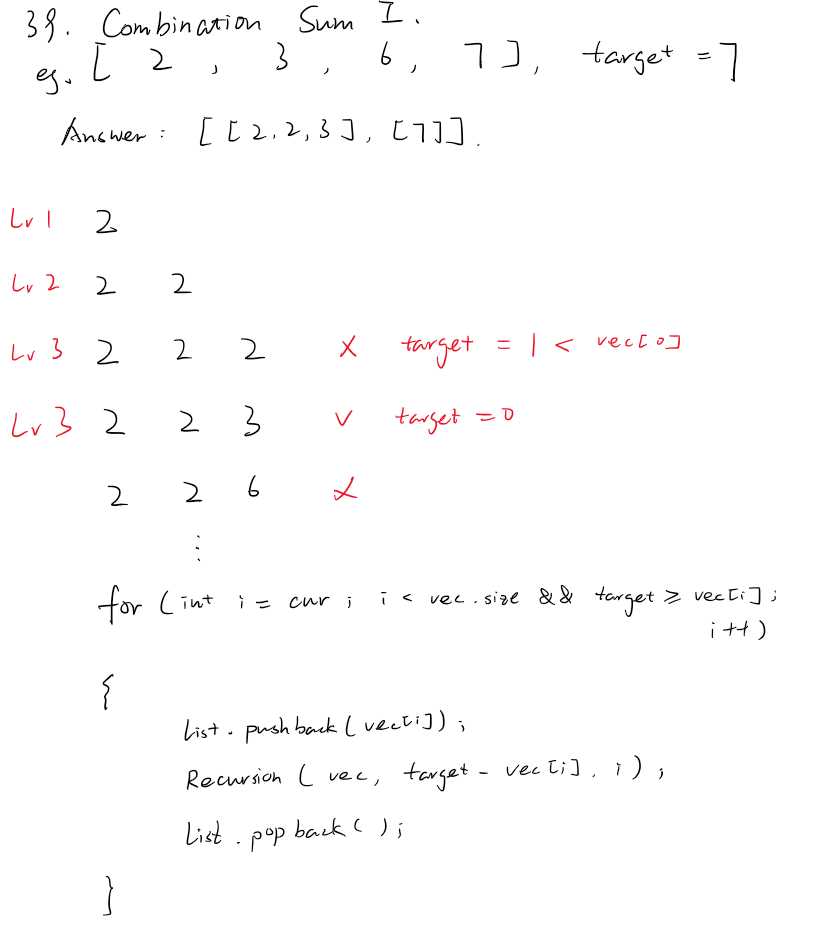 39. Combination Sum I.
eg. [ 2 , 3 , 6 , 7 ], target = 7
Answer : [ [ 2, 2, 3 ], [7]].
Lv 1 2
Lv 2 2 2
Lv 3 2 2 2 x target = 1 < vec[0]
Lv 3 2 2 3 v target = 0
2 2 6 x
⋮
for ( int i = cur ; i < vec.size && target ≥ vec[i] ;
i++ )
{
List.pushback(vec[i]);
Recursion ( vec, target - vec[i], i ) ;
List.popback( );
}